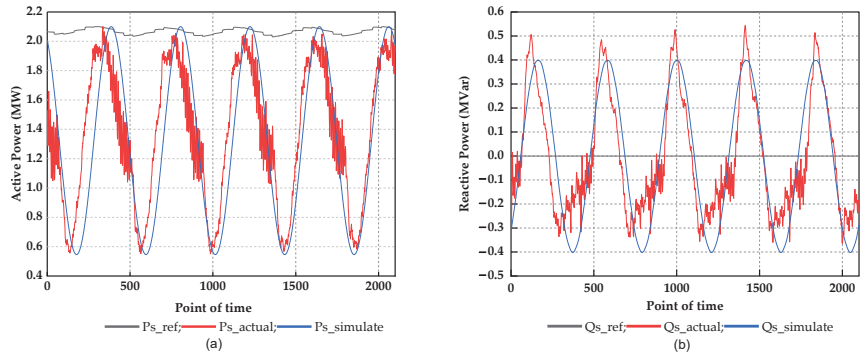 2.2
2.0
1.8
1.6
1.4
1.2
1.0
0.8
0.6
0.4
Active Power (MW)
0 500 1000 1500 2000
Point of time
Ps_ref; Ps_actual; Ps_simulate
(a)
0.6
0.5
0.4
0.3
0.2
0.1
0.0
−0.1
−0.2
−0.3
−0.4
−0.5
Reactive Power (MVar)
0 500 1000 1500 2000
Point of time
Qs_ref; Qs_actual; Qs_simulate
(b)